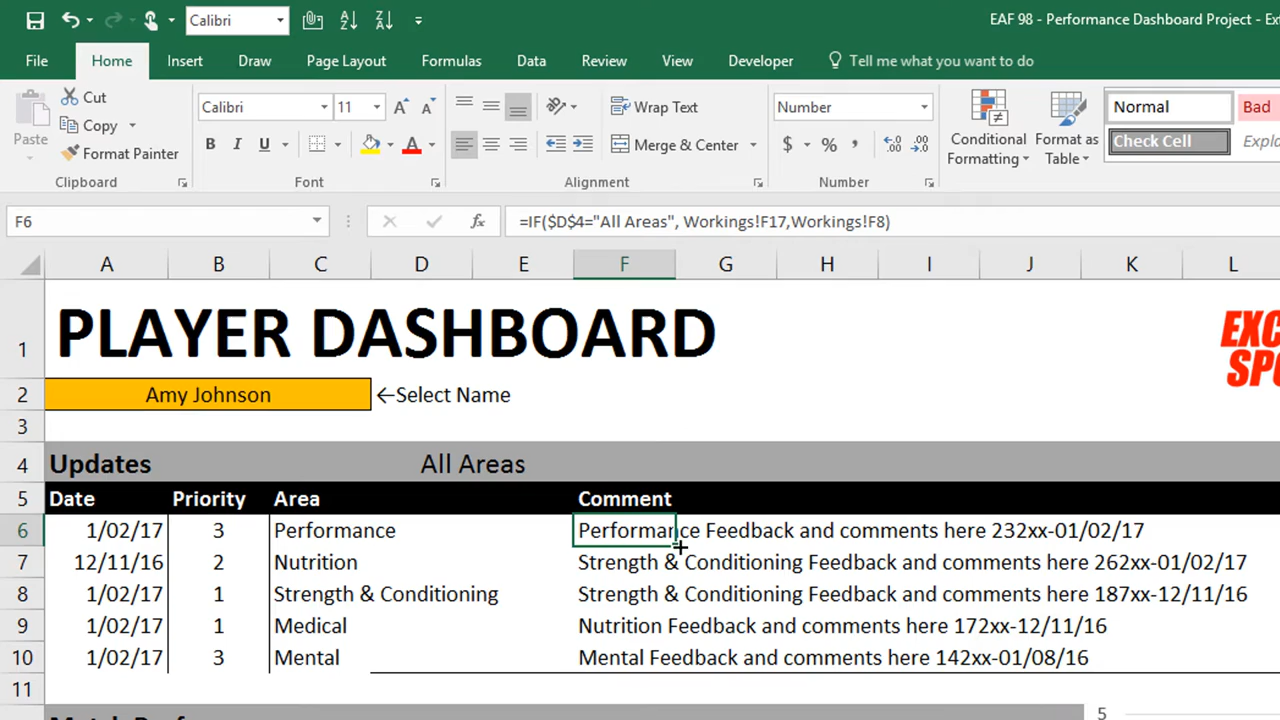 Calibri
EAF 98 - Performance Dashboard Project - Ex
File Home Insert Draw Page Layout Formulas Data Review View Developer Tell me what you want to do
Paste Cut Calibri 11 Wrap Text Number Normal Bad
Copy B I U Merge & Center $ % Conditional Formatting Format as Table Check Cell Explo
Format Painter
Clipboard Font Alignment Number
F6 fx =IF($D$4="All Areas", Workings!F17,Workings!F8)
A B C D E F G H I J K L
1 PLAYER DASHBOARD EXC
SPO
2 Amy Johnson ←Select Name
3
4 Updates All Areas
5 Date Priority Area Comment
6 1/02/17 3 Performance Performance Feedback and comments here 232xx-01/02/17
7 12/11/16 2 Nutrition Strength & Conditioning Feedback and comments here 262xx-01/02/17
8 1/02/17 1 Strength & Conditioning Strength & Conditioning Feedback and comments here 187xx-12/11/16
9 1/02/17 1 Medical Nutrition Feedback and comments here 172xx-12/11/16
10 1/02/17 3 Mental Mental Feedback and comments here 142xx-01/08/16
11
5